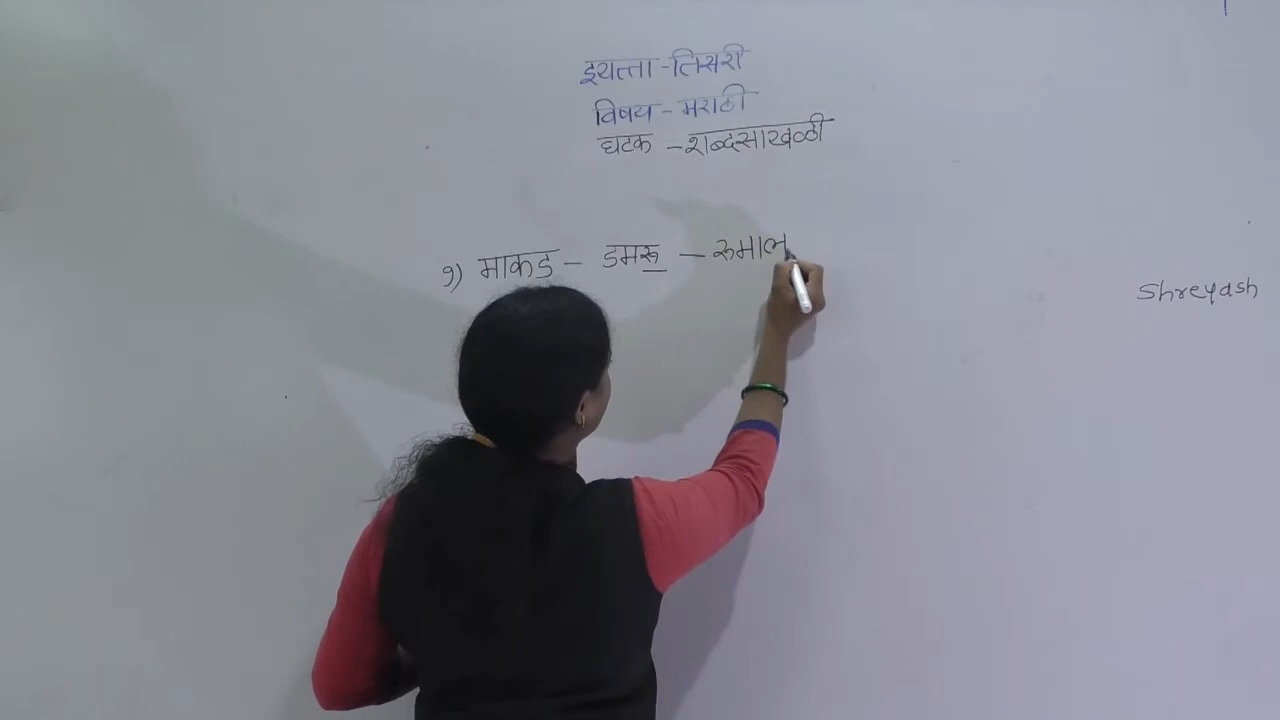 इयत्ता - तिसरी
विषय - मराठी
घटक - शब्दसाखळी
१) माकड - डमरू - रुमाल
Shreyash